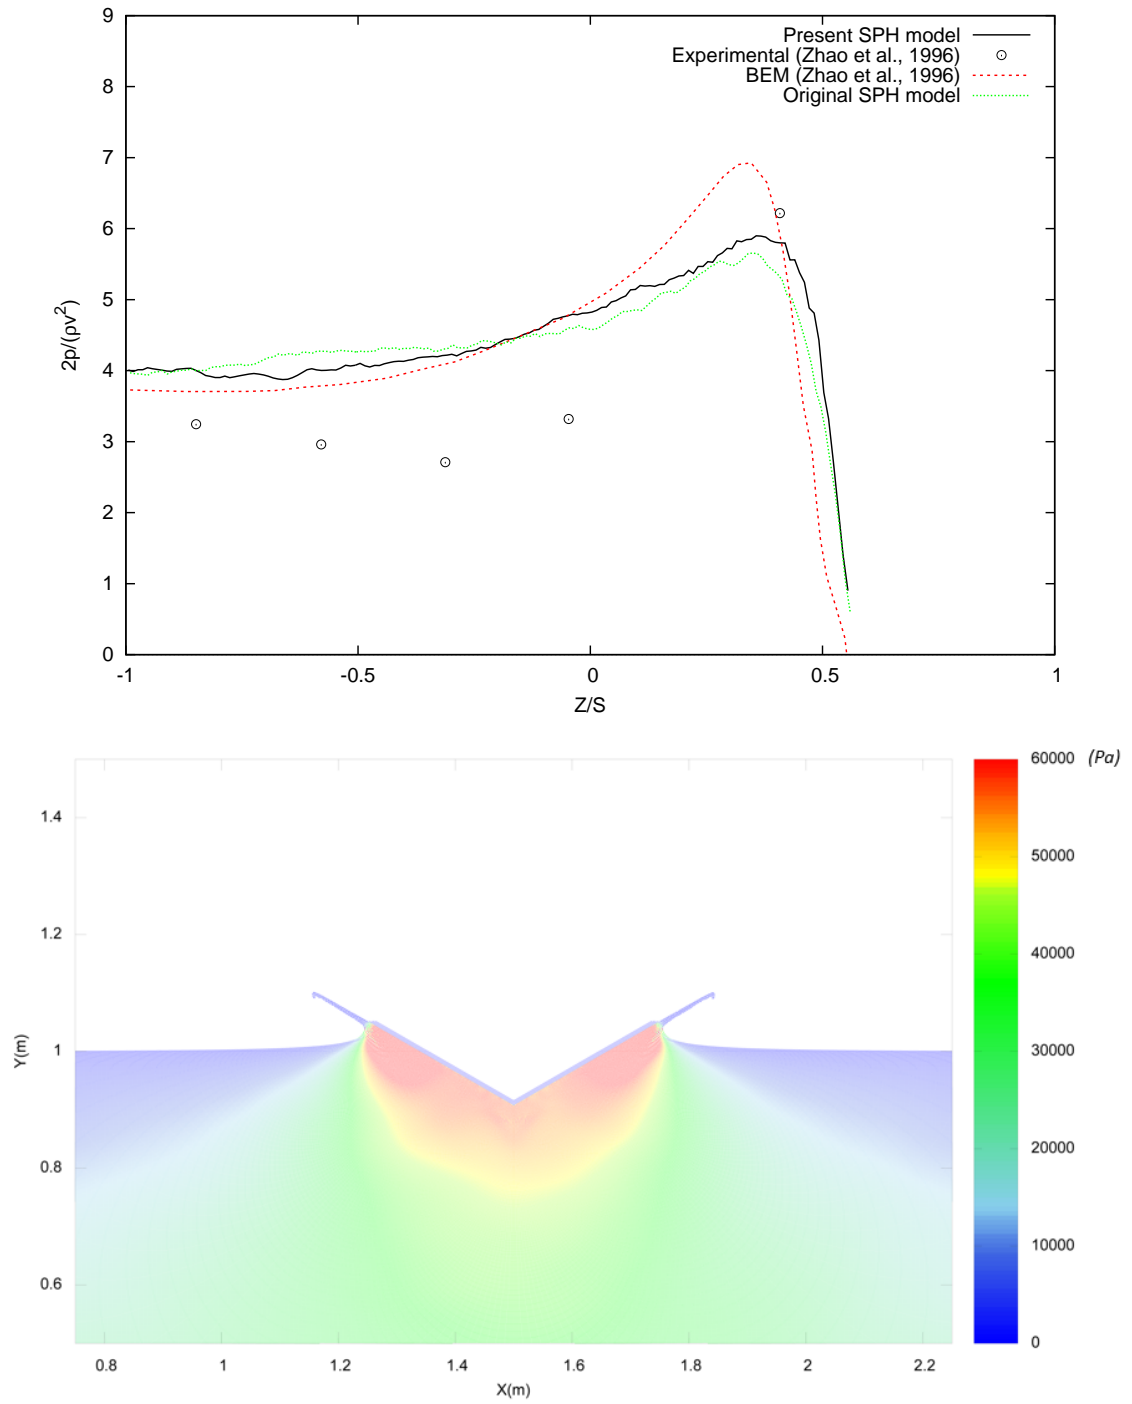 9
Present SPH model
Experimental (Zhao et al., 1996)
BEM (Zhao et al., 1996)
Original SPH model
8
7
6
5
4
3
2
1
0
2p/(ρv²)
-1 -0.5 0 0.5 1
Z/S
60000 (Pa)
50000
40000
30000
20000
10000
0
1.4
1.2
1
0.8
0.6
Y(m)
0.8 1 1.2 1.4 1.6 1.8 2 2.2
X(m)